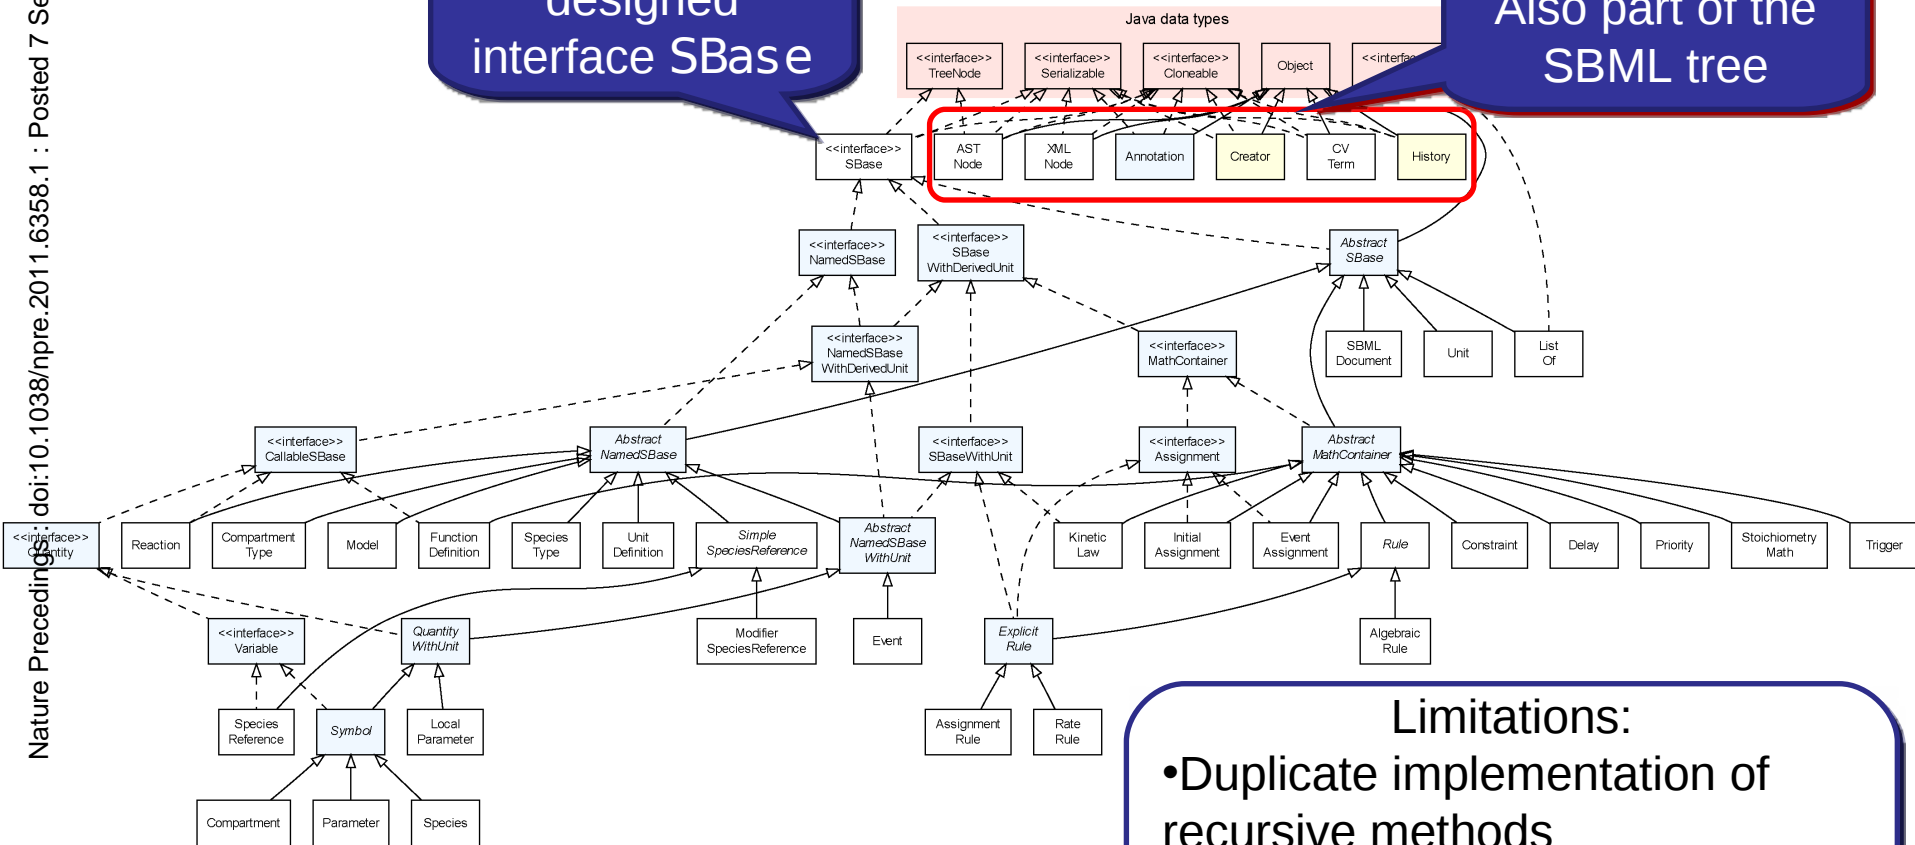 Nature Precedings : doi:10.1038/npre.2011.6358.1 : Posted 7 Se
designed
interface SBase
Also part of the
SBML tree
Java data types
<<interface>>
TreeNode
<<interface>>
Serializable
<<interface>>
Cloneable
Object
<<interfac
<<interface>>
SBase
AST
Node
XML
Node
Annotation
Creator
CV
Term
History
<<interface>>
NamedSBase
<<interface>>
SBase
WithDerivedUnit
Abstract
SBase
<<interface>>
NamedSBase
WithDerivedUnit
<<interface>>
MathContainer
SBML
Document
Unit
List
Of
<<interface>>
CallableSBase
Abstract
NamedSBase
<<interface>>
SBaseWithUnit
<<interface>>
Assignment
Abstract
MathContainer
<<interface>>
Quantity
Reaction
Compartment
Type
Model
Function
Definition
Species
Type
Unit
Definition
Simple
SpeciesReference
Abstract
NamedSBase
WithUnit
Kinetic
Law
Initial
Assignment
Event
Assignment
Rule
Constraint
Delay
Priority
Stoichiometry
Math
Trigger
<<interface>>
Variable
Quantity
WithUnit
Modifier
SpeciesReference
Event
Explicit
Rule
Algebraic
Rule
Species
Reference
Symbol
Local
Parameter
Assignment
Rule
Rate
Rule
Compartment
Parameter
Species
Limitations:
•Duplicate implementation of
recursive methods